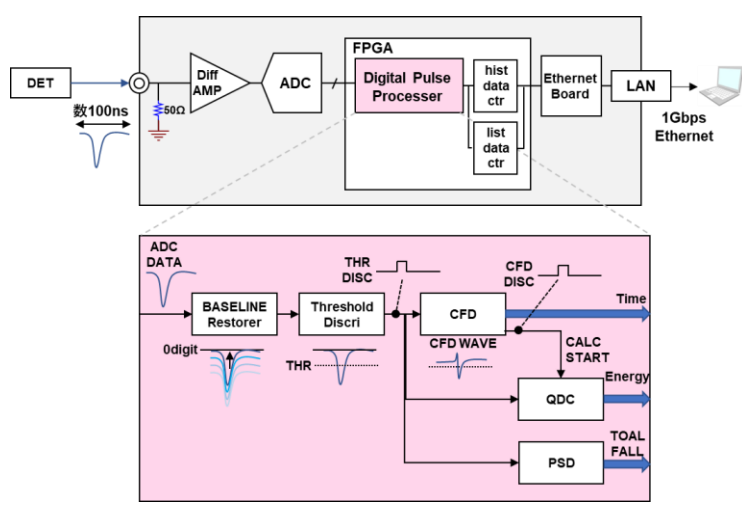 FPGA
DET
数100ns
50Ω
Diff
AMP
ADC
Digital Pulse
Processer
hist
data
ctr
list
data
ctr
Ethernet
Board
LAN
1Gbps
Ethernet
ADC
DATA
BASELINE
Restorer
0digit
Threshold
Discri
THR
THR
DISC
CFD
CFD WAVE
CFD
DISC
Time
CALC
START
QDC
Energy
PSD
TOAL
FALL